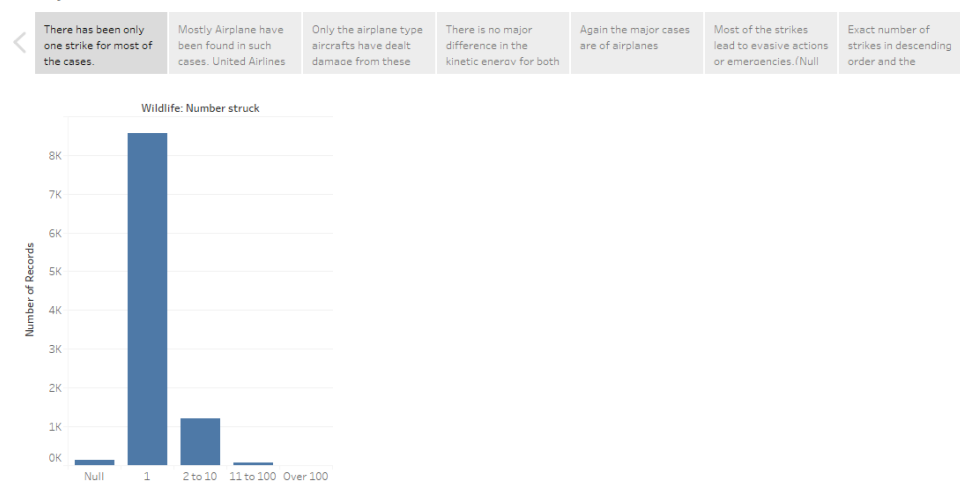 There has been only
one strike for most of
the cases.
Mostly Airplane have
been found in such
cases. United Airlines
Only the airplane type
aircrafts have dealt
damage from these
There is no major
difference in the
kinetic energy for both
Again the major cases
are of airplanes
Most of the strikes
lead to evasive actions
or emergencies.(Null
Exact number of
strikes in descending
order and the
Wildlife: Number struck
Number of Records
8K
7K
6K
5K
4K
3K
2K
1K
0K
Null
1
2 to 10
11 to 100
Over 100